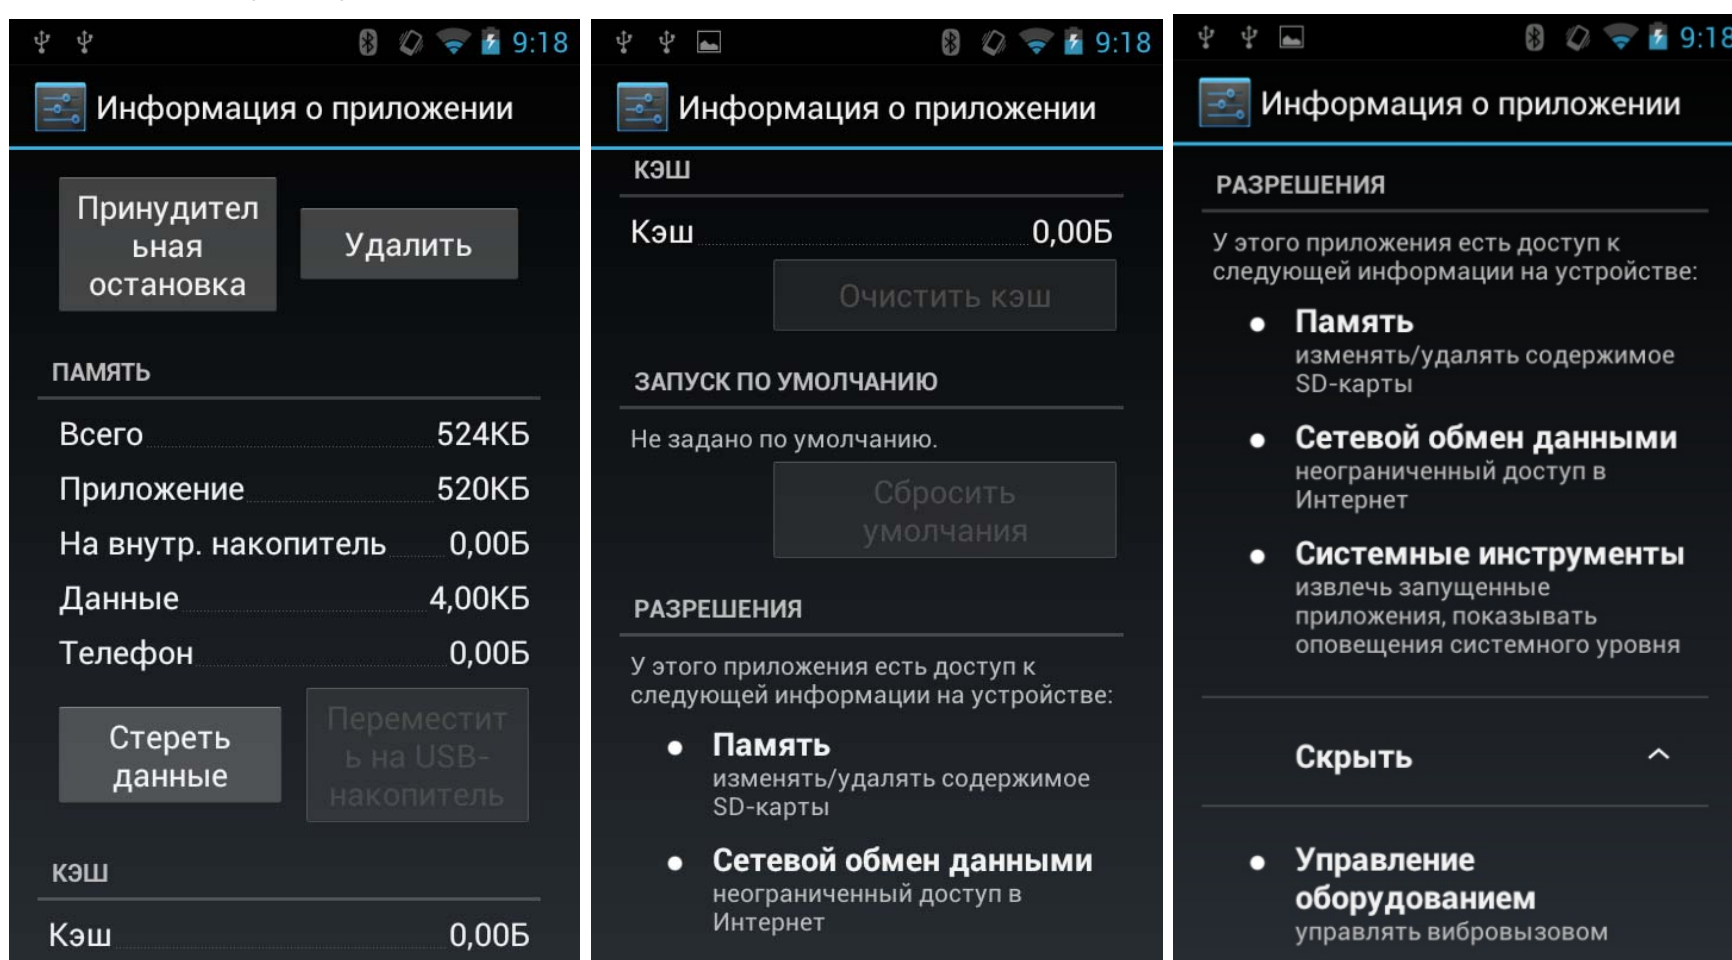 9:18
Информация о приложении
Принудител
ьная
остановка
Удалить
ПАМЯТЬ
Всего 524КБ
Приложение 520КБ
На внутр. накопитель 0,00Б
Данные 4,00КБ
Телефон 0,00Б
Стереть
данные
Переместит
ь на USB-
накопитель
КЭШ
Кэш 0,00Б
9:18
Информация о приложении
КЭШ
Кэш 0,00Б
Очистить кэш
ЗАПУСК ПО УМОЛЧАНИЮ
Не задано по умолчанию.
Сбросить
умолчания
РАЗРЕШЕНИЯ
У этого приложения есть доступ к
следующей информации на устройстве:
Память
изменять/удалять содержимое
SD-карты
Сетевой обмен данными
неограниченный доступ в
Интернет
9:18
Информация о приложении
РАЗРЕШЕНИЯ
У этого приложения есть доступ к
следующей информации на устройстве:
Память
изменять/удалять содержимое
SD-карты
Сетевой обмен данными
неограниченный доступ в
Интернет
Системные инструменты
извлечь запущенные
приложения, показывать
оповещения системного уровня
Скрыть
Управление
оборудованием
управлять вибровызовом